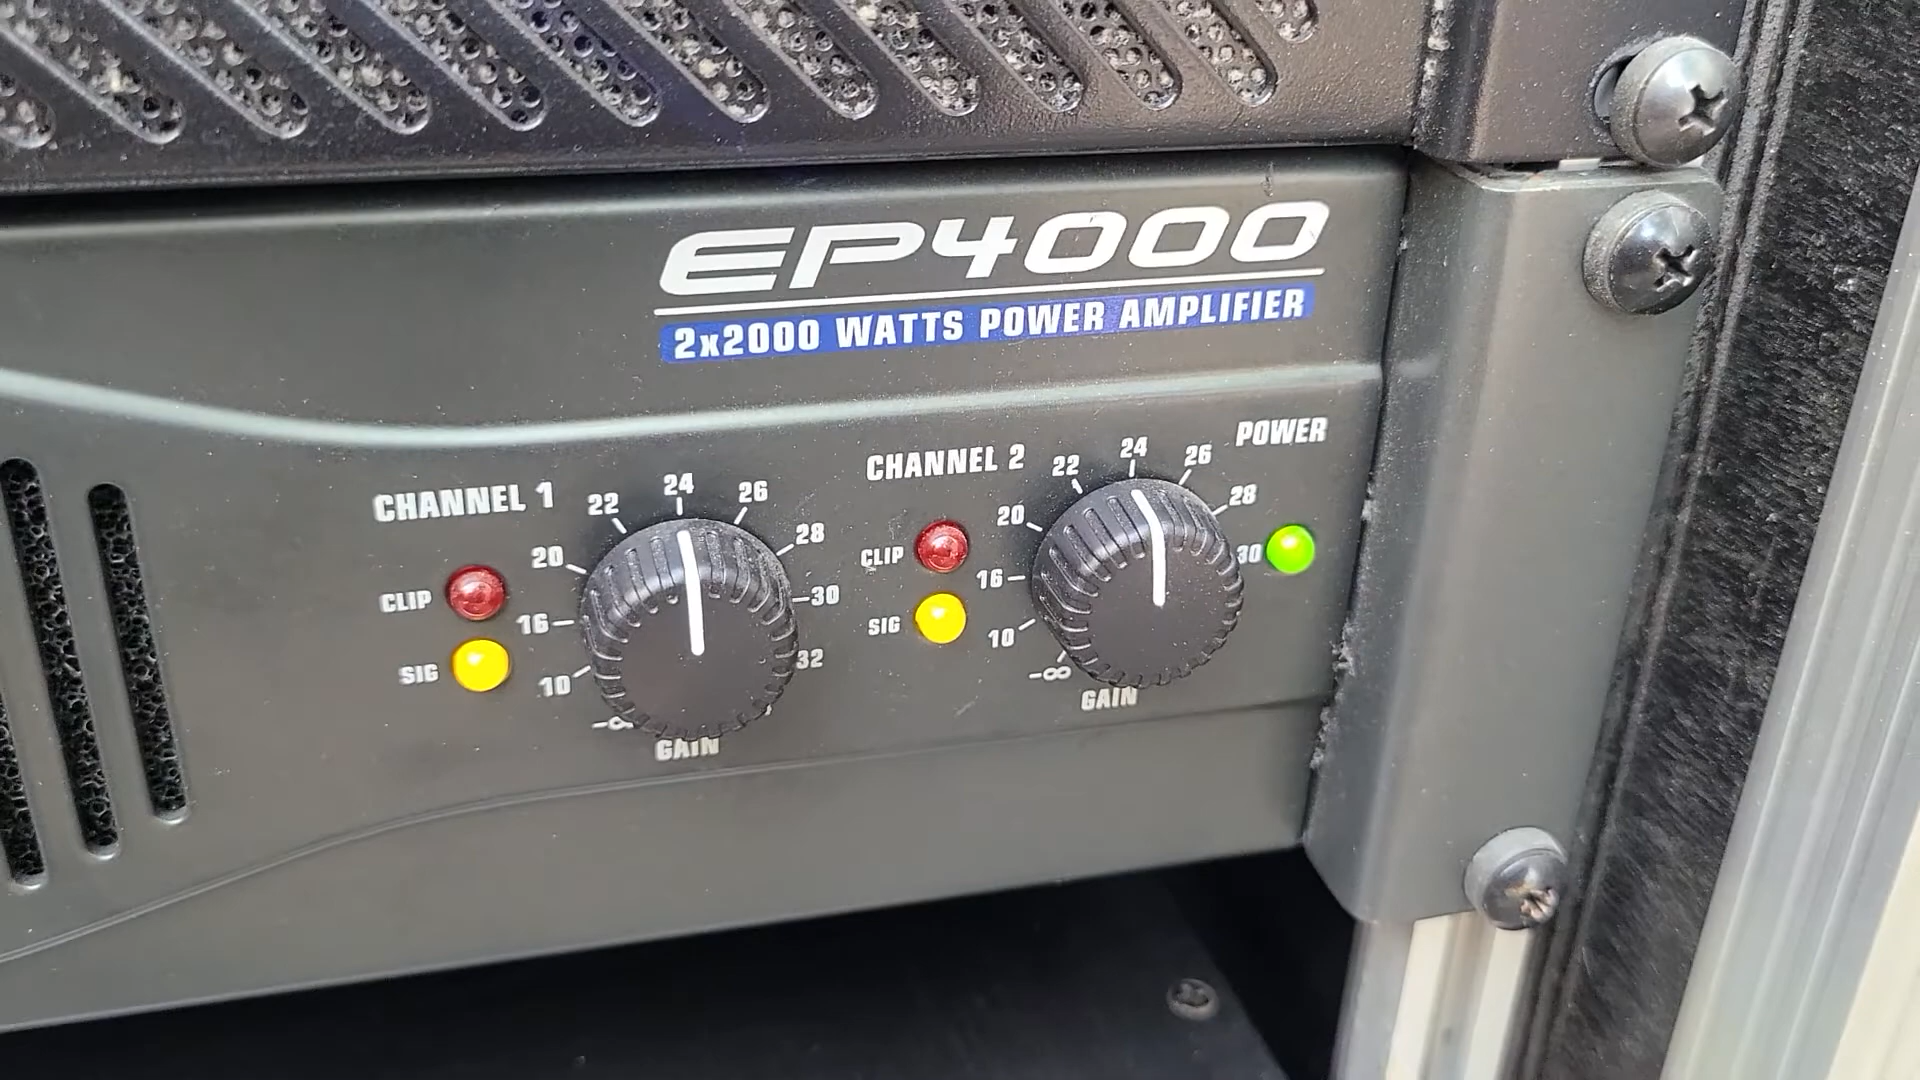 EP4000
2x2000 WATTS POWER AMPLIFIER
CHANNEL 1
CLIP
SIG
-∞ 10 16 20 22 24 26 28 30 32
GAIN
CHANNEL 2
CLIP
SIG
-∞ 10 16 20 22 24 26 28 30
GAIN
POWER